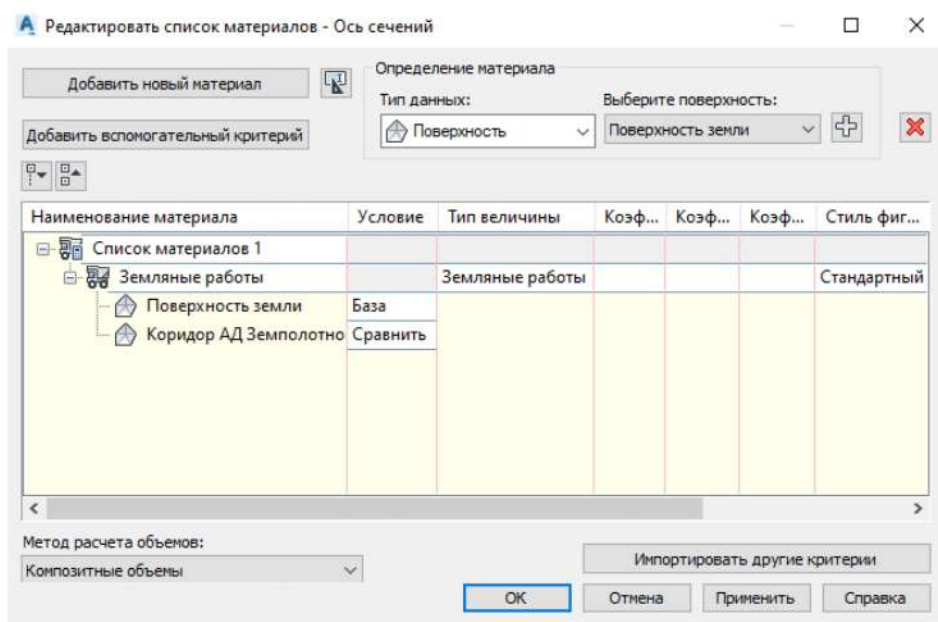 Редактировать список материалов - Ось сечений
Добавить новый материал
Определение материала
Тип данных:
Выберите поверхность:
Добавить вспомогательный критерий
Поверхность
Поверхность земли
Наименование материала Условие Тип величины Коэф... Коэф... Коэф... Стиль фиг...
Список материалов 1
Земляные работы Земляные работы Стандартный
Поверхность земли База
Коридор АД Земполотно Сравнить
Метод расчета объемов:
Композитные объемы
Импортировать другие критерии
ОК Отмена Применить Справка